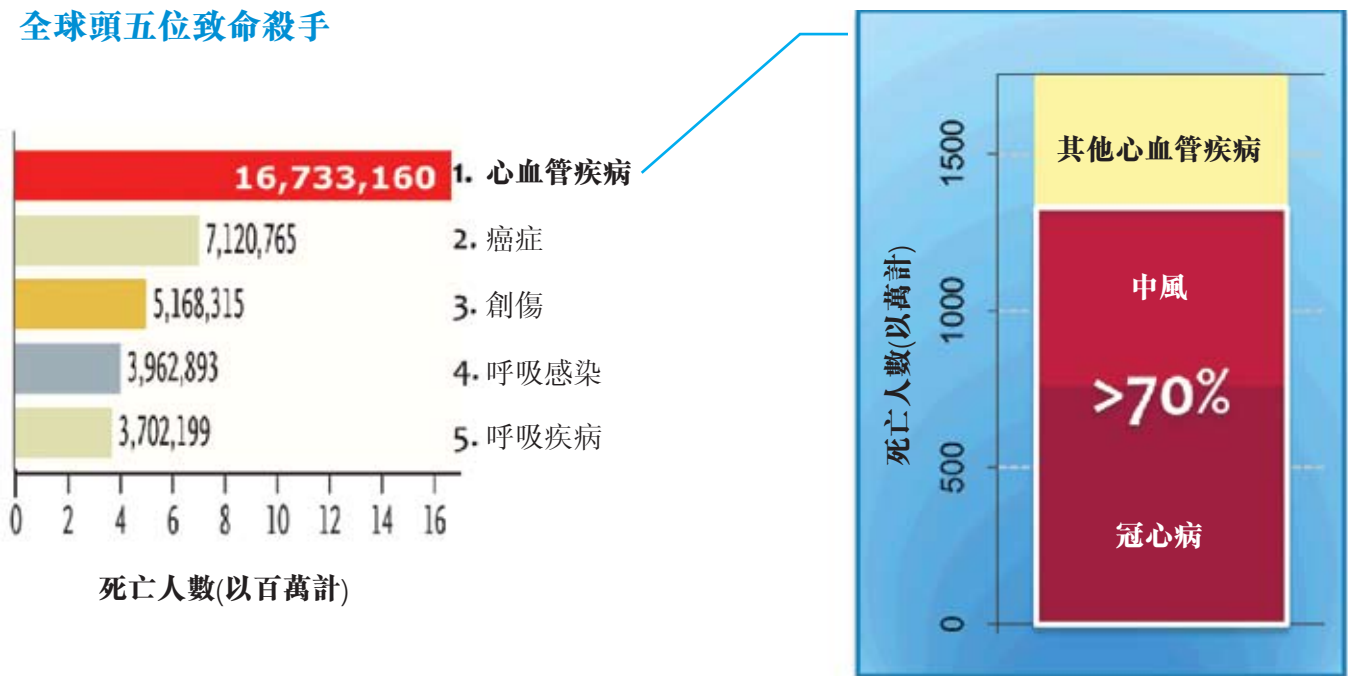 全球頭五位致命殺手
16,733,160 1. 心血管疾病
7,120,765 2. 癌症
5,168,315 3. 創傷
3,962,893 4. 呼吸感染
3,702,199 5. 呼吸疾病
0 2 4 6 8 10 12 14 16
死亡人數(以百萬計)
死亡人數(以萬計)
1500
1000
500
0
其他心血管疾病
中風
>70%
冠心病